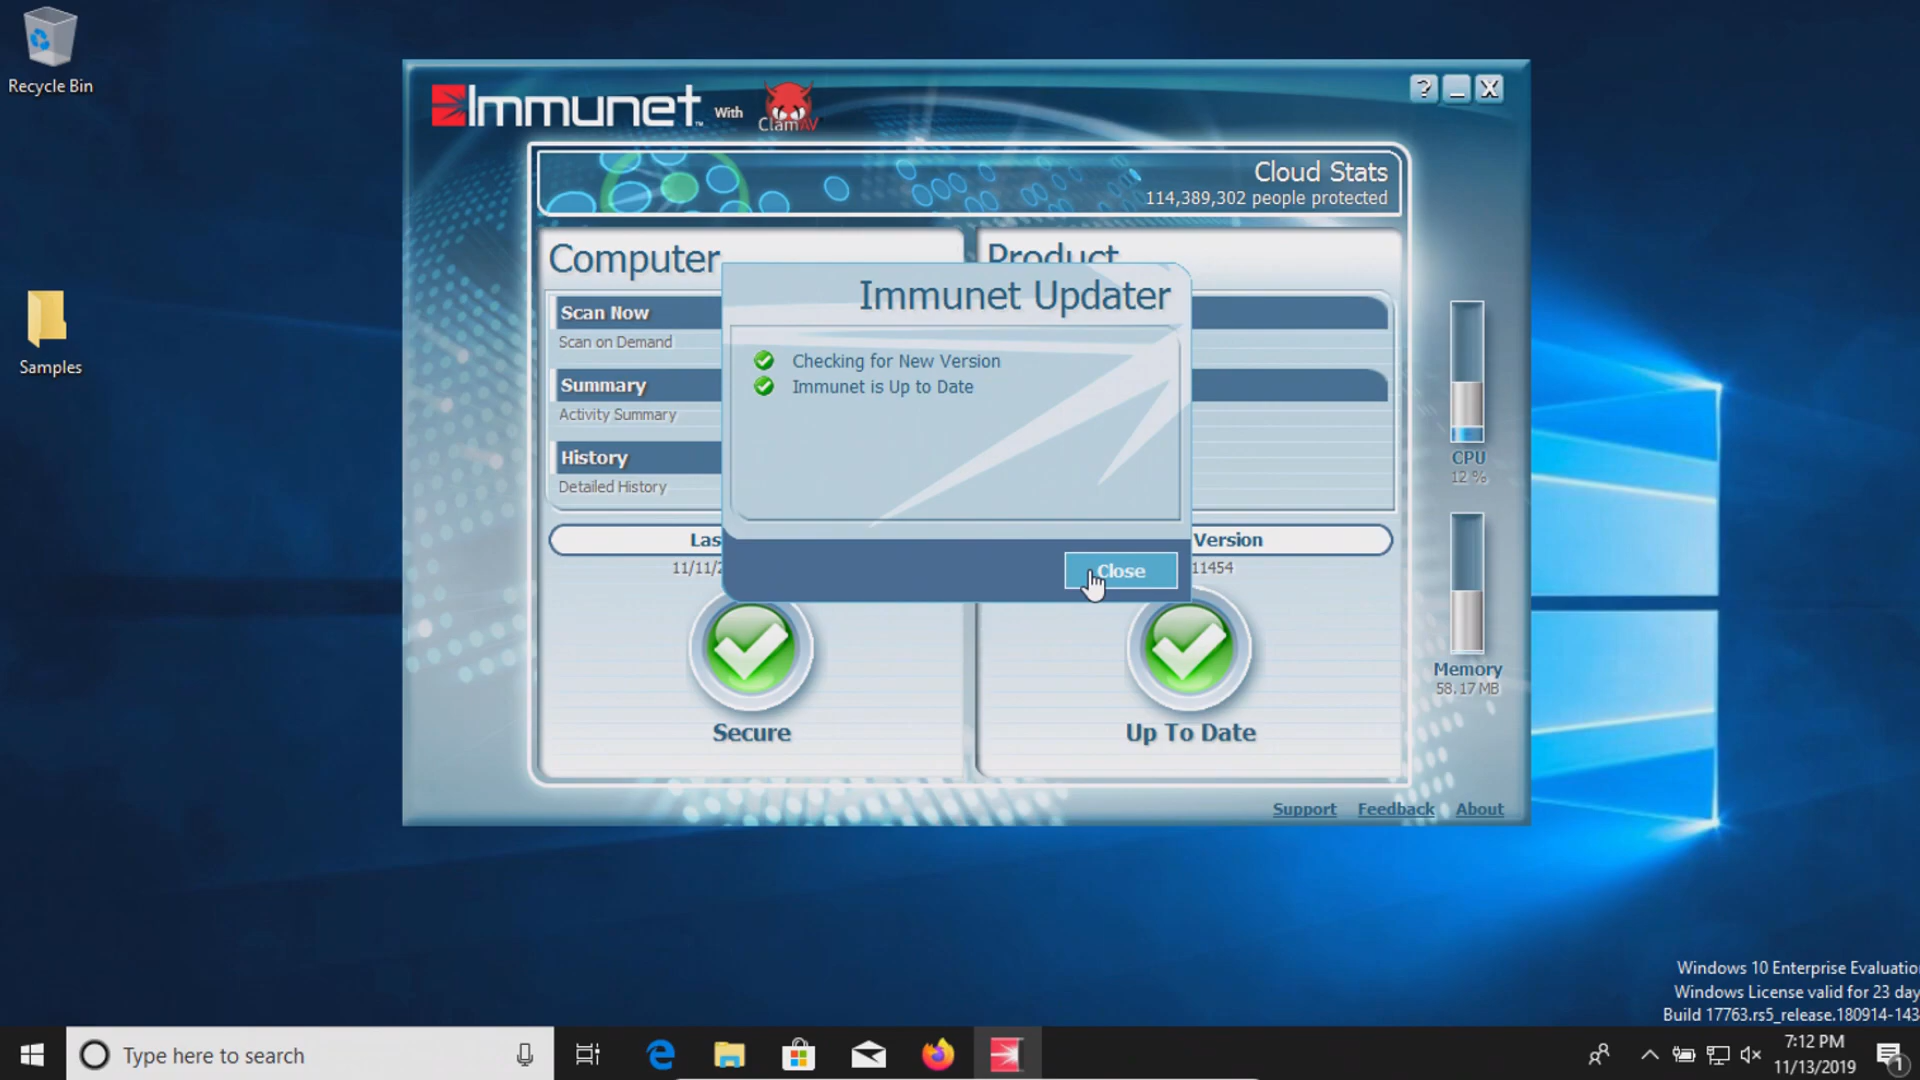 Recycle Bin
Samples
Immunet™ With ClamAV
?
_
X
Cloud Stats
114,389,302 people protected
Computer
Product
Scan Now
Scan on Demand
Summary
Activity Summary
History
Detailed History
Immunet Updater
Checking for New Version
Immunet is Up to Date
Close
Las
11/11/2
Version
11454
Secure
Up To Date
CPU
12 %
Memory
58.17 MB
Support Feedback About
Windows 10 Enterprise Evaluatio
Windows License valid for 23 day
Build 17763.rs5_release.180914-143
Type here to search
7:12 PM
11/13/2019
1